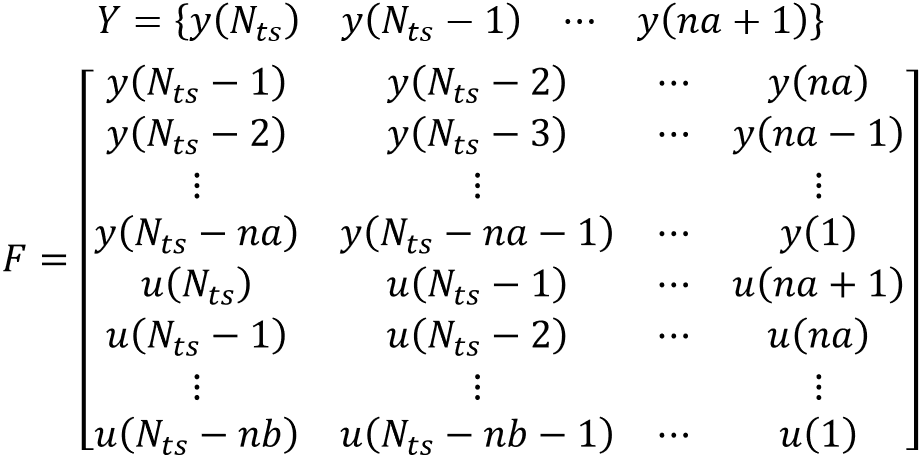 Y = {y(N_ts) y(N_ts − 1) ⋯ y(na + 1)}
y(N_ts − 1) y(N_ts − 2) ⋯ y(na)
y(N_ts − 2) y(N_ts − 3) ⋯ y(na − 1)
⋮ ⋮ ⋮
y(N_ts − na) y(N_ts − na − 1) ⋯ y(1)
F = u(N_ts) u(N_ts − 1) ⋯ u(na + 1)
u(N_ts − 1) u(N_ts − 2) ⋯ u(na)
⋮ ⋮ ⋮
u(N_ts − nb) u(N_ts − nb − 1) ⋯ u(1)